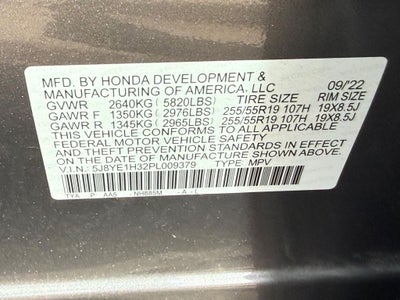 MFD. BY HONDA DEVELOPMENT & 09/'22
MANUFACTURING OF AMERICA, LLC
GVWR 2640KG (5820LBS) TIRE SIZE RIM SIZE
GAWR F 1350KG (2976LBS) 255/55R19 107H 19X8.5J
GAWR R 1345KG (2965LBS) 255/55R19 107H 19X8.5J
THIS VEHICLE CONFORMS TO ALL APPLICABLE
FEDERAL MOTOR VEHICLE SAFETY
AND THEFT PREVENTION STANDARDS IN EFFECT
ON THE DATE OF MANUFACTURE SHOWN ABOVE.
V.I.N.: 5J8YE1H32PL009379 TYPE: MPV
TYA P AAS NH885M -A-L